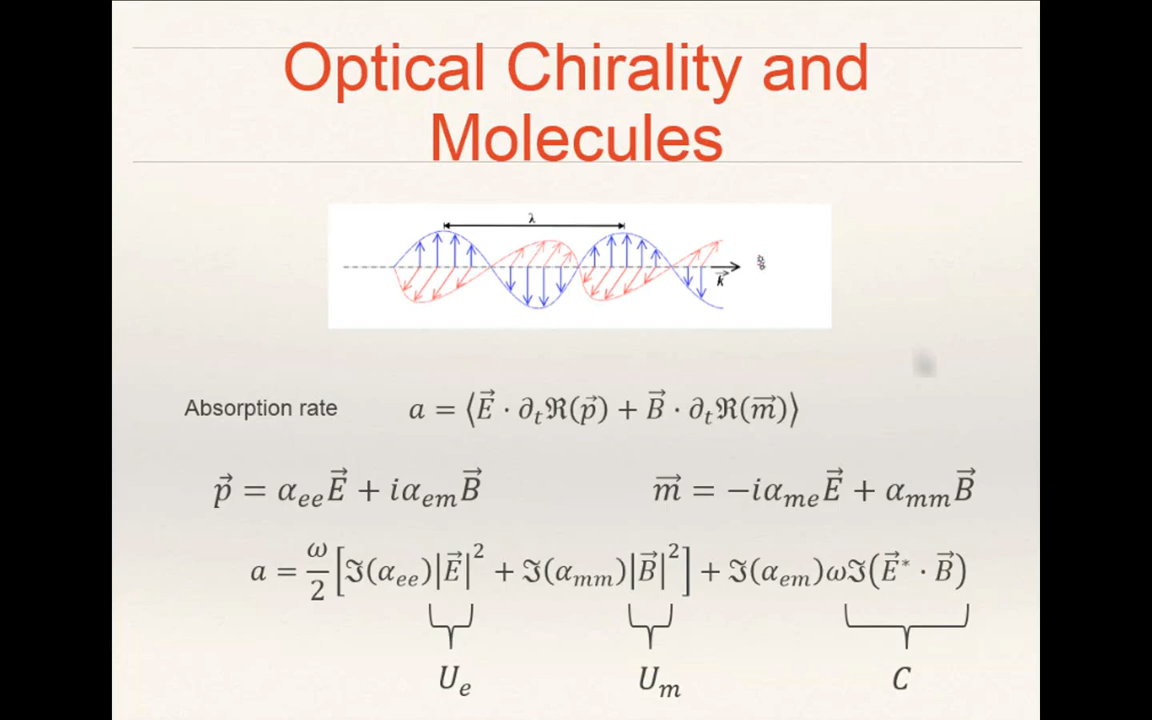 Optical Chirality and
Molecules
λ
k⃗
Absorption rate a = ⟨E⃗ · ∂ₜℜ(p⃗) + B⃗ · ∂ₜℜ(m⃗)⟩
p⃗ = αₑₑE⃗ + iαₑₘB⃗ m⃗ = −iαₘₑE⃗ + αₘₘB⃗
a = ω/2 [ℑ(αₑₑ)|E⃗|² + ℑ(αₘₘ)|B⃗|²] + ℑ(αₑₘ)ωℑ(E⃗* · B⃗)
Uₑ Uₘ C